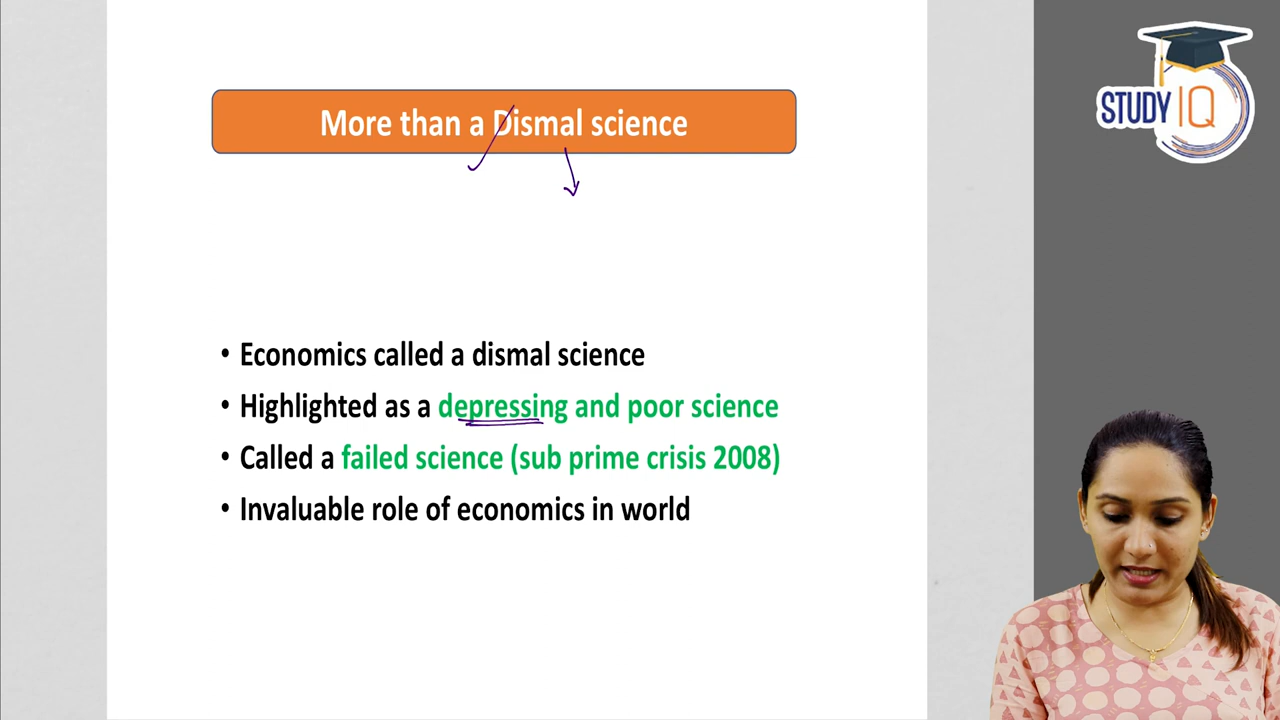 More than a Dismal science
STUDY IQ
• Economics called a dismal science
• Highlighted as a depressing and poor science
• Called a failed science (sub prime crisis 2008)
• Invaluable role of economics in world